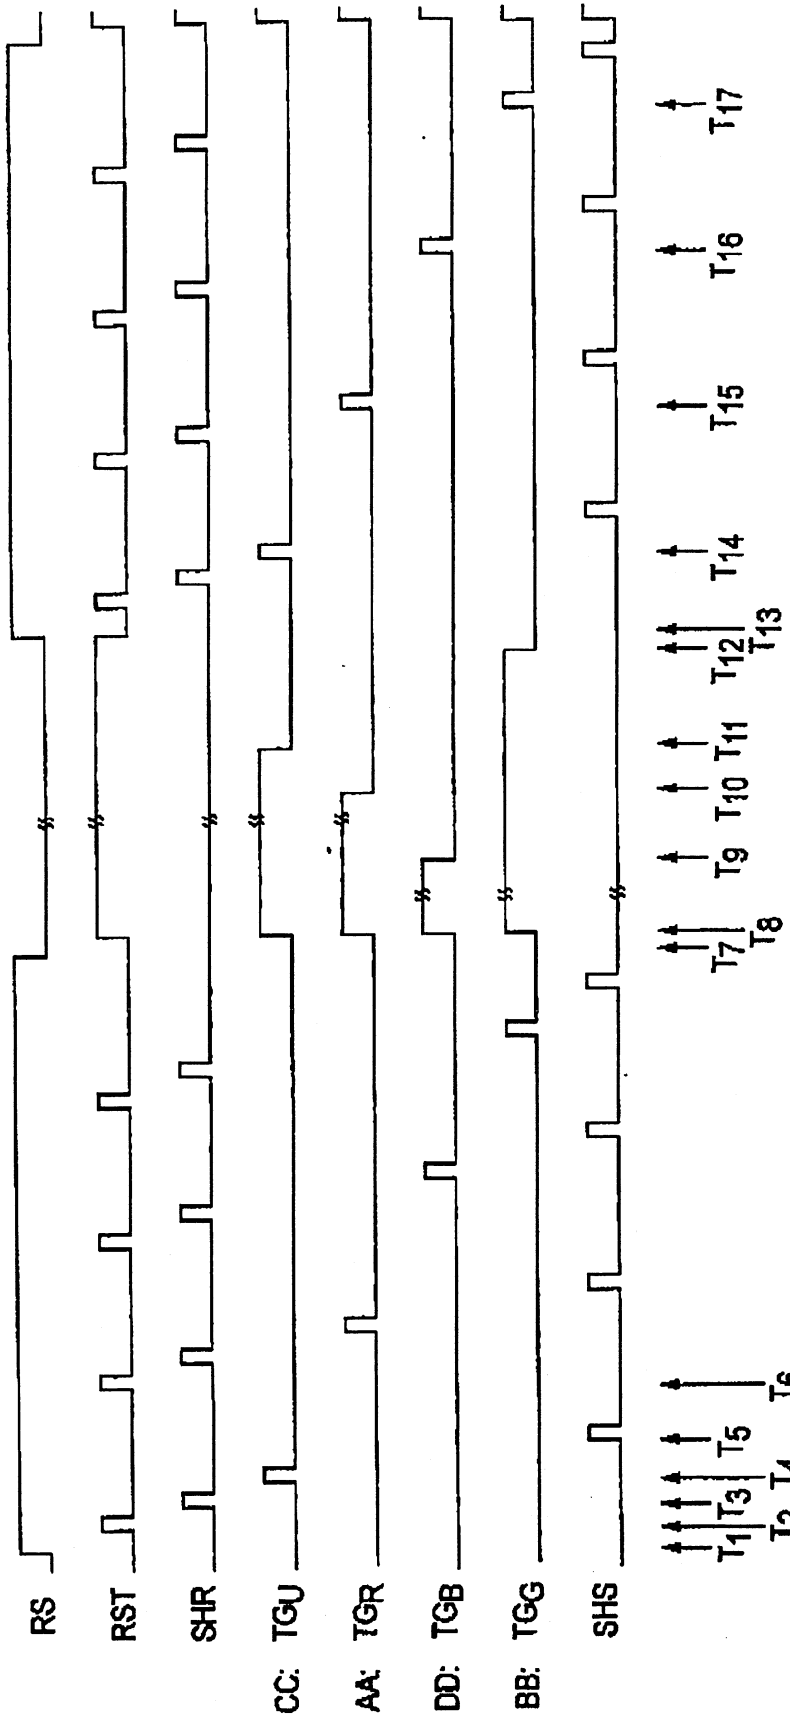 RS
RST
SHR
CC: TGU
AA: TGR
DD: TGB
BB: TGG
SHS
T1
T2
T3
T4
T5
T6
T7
T8
T9
T10
T11
T12
T13
T14
T15
T16
T17